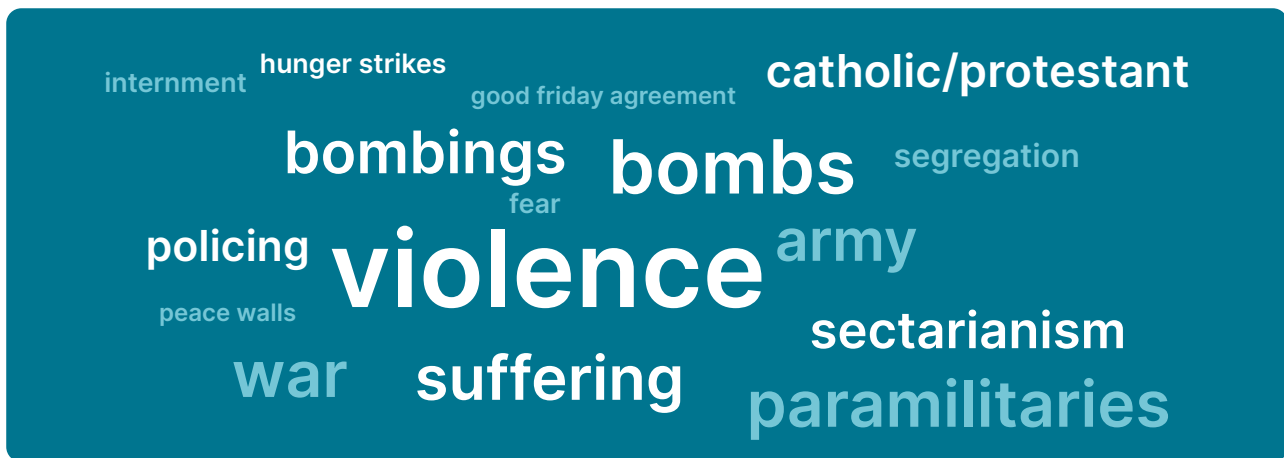 hunger strikes
internment
good friday agreement
catholic/protestant
bombings
bombs
segregation
fear
policing
violence
army
peace walls
sectarianism
war
suffering
paramilitaries